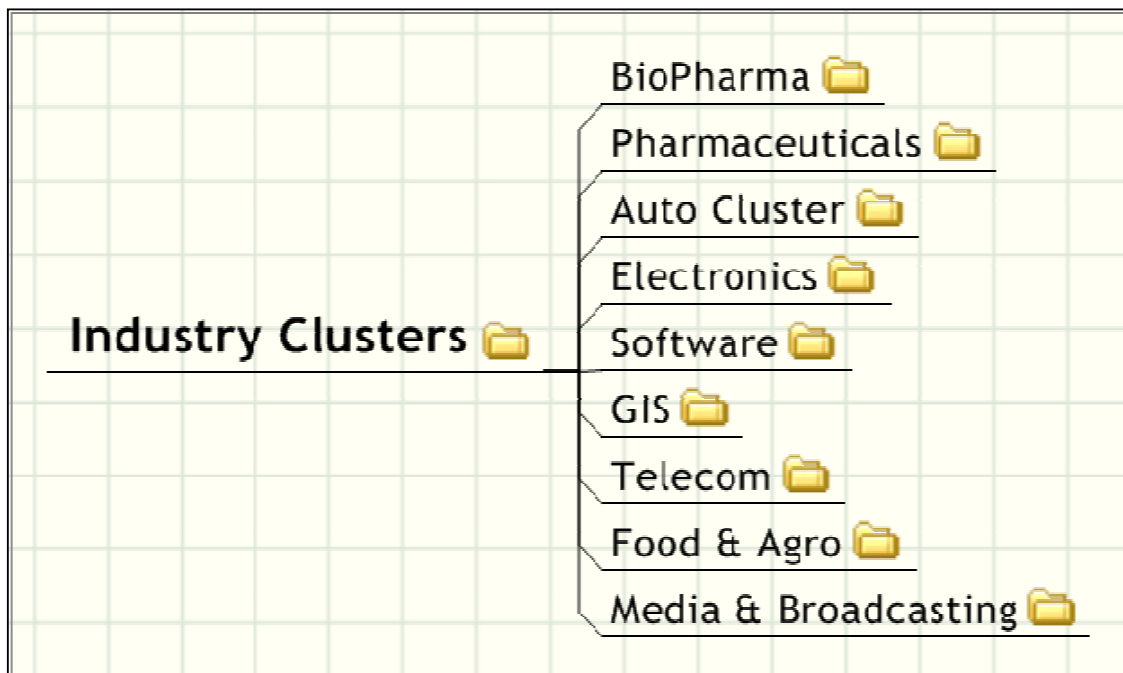 BioPharma
Pharmaceuticals
Auto Cluster
Electronics
Industry Clusters
Software
GIS
Telecom
Food & Agro
Media & Broadcasting